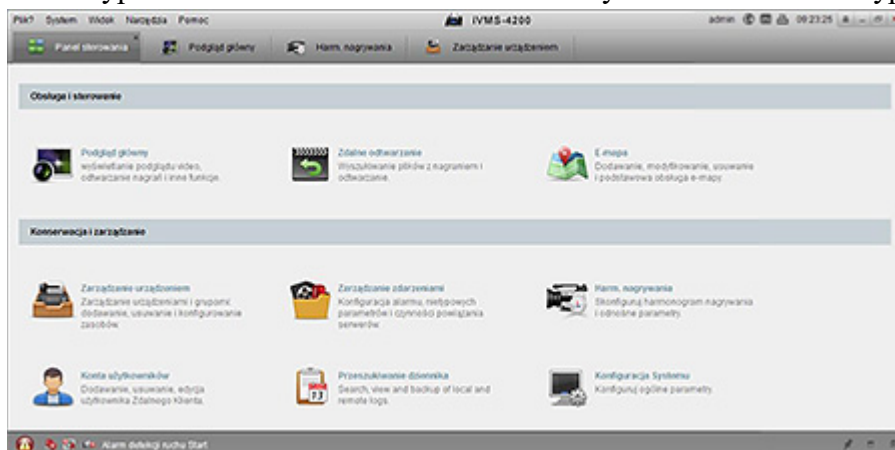 Plik? System Widok Narzędzia Pomoc iVMS-4200 admin 09:23:25
Panel sterowania Podgląd główny Harm. nagrywania Zarządzanie urządzeniem
Obsługa i sterowanie
Podgląd główny
wyświetlanie podglądu video,
odtwarzanie nagrań i inne funkcje.
Zdalne odtwarzanie
Wyszukiwanie plików z nagraniem i
odtwarzanie.
E-mapa
Dodawanie, modyfikowanie, usuwanie
i podstawowa obsługa e-mapy.
Konserwacja i zarządzanie
Zarządzanie urządzeniem
Zarządzanie urządzeniami i grupami:
dodawanie, usuwanie i konfigurowanie
zasobów.
Zarządzanie zdarzeniami
Konfiguracja alarmu, nietypowych
parametrów i czynności powiązania
serwerów.
Harm. nagrywania
Skonfiguruj harmonogram nagrywania
i odnośne parametry.
Konta użytkowników
Dodawanie, usuwanie, edycja
użytkownika Zdalnego Klienta.
Przeszukiwanie dziennika
Search, view and backup of local and
remote logs.
Konfiguracja Systemu
Konfiguruj ogólne parametry.
Alarm detekcji ruchu Start